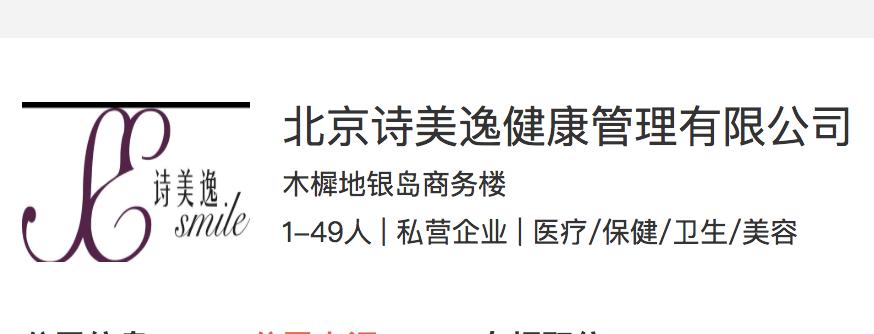 北京诗美逸健康管理有限公司
诗美逸
smile
木樨地银岛商务楼
1–49人 | 私营企业 | 医疗/保健/卫生/美容